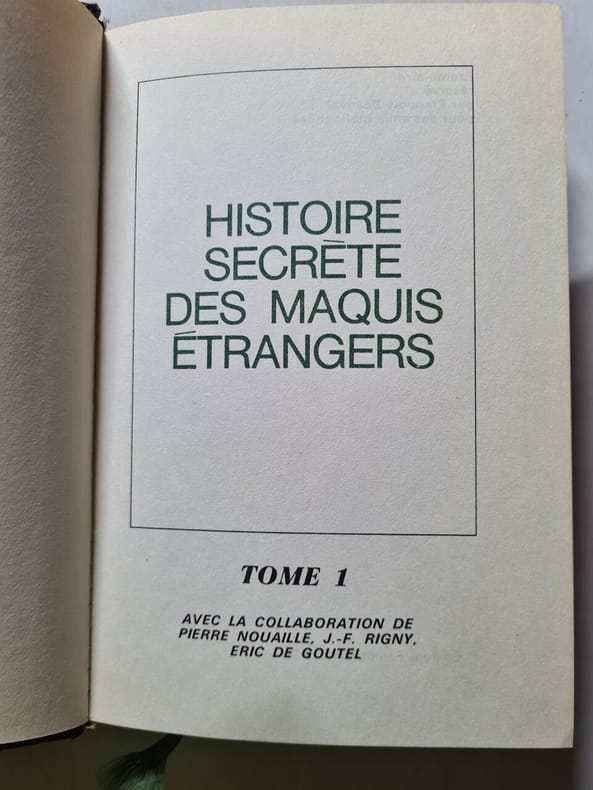 HISTOIRE
SECRÈTE
DES MAQUIS
ÉTRANGERS
TOME 1
AVEC LA COLLABORATION DE
PIERRE NOUAILLE, J.-F. RIGNY,
ERIC DE GOUTEL